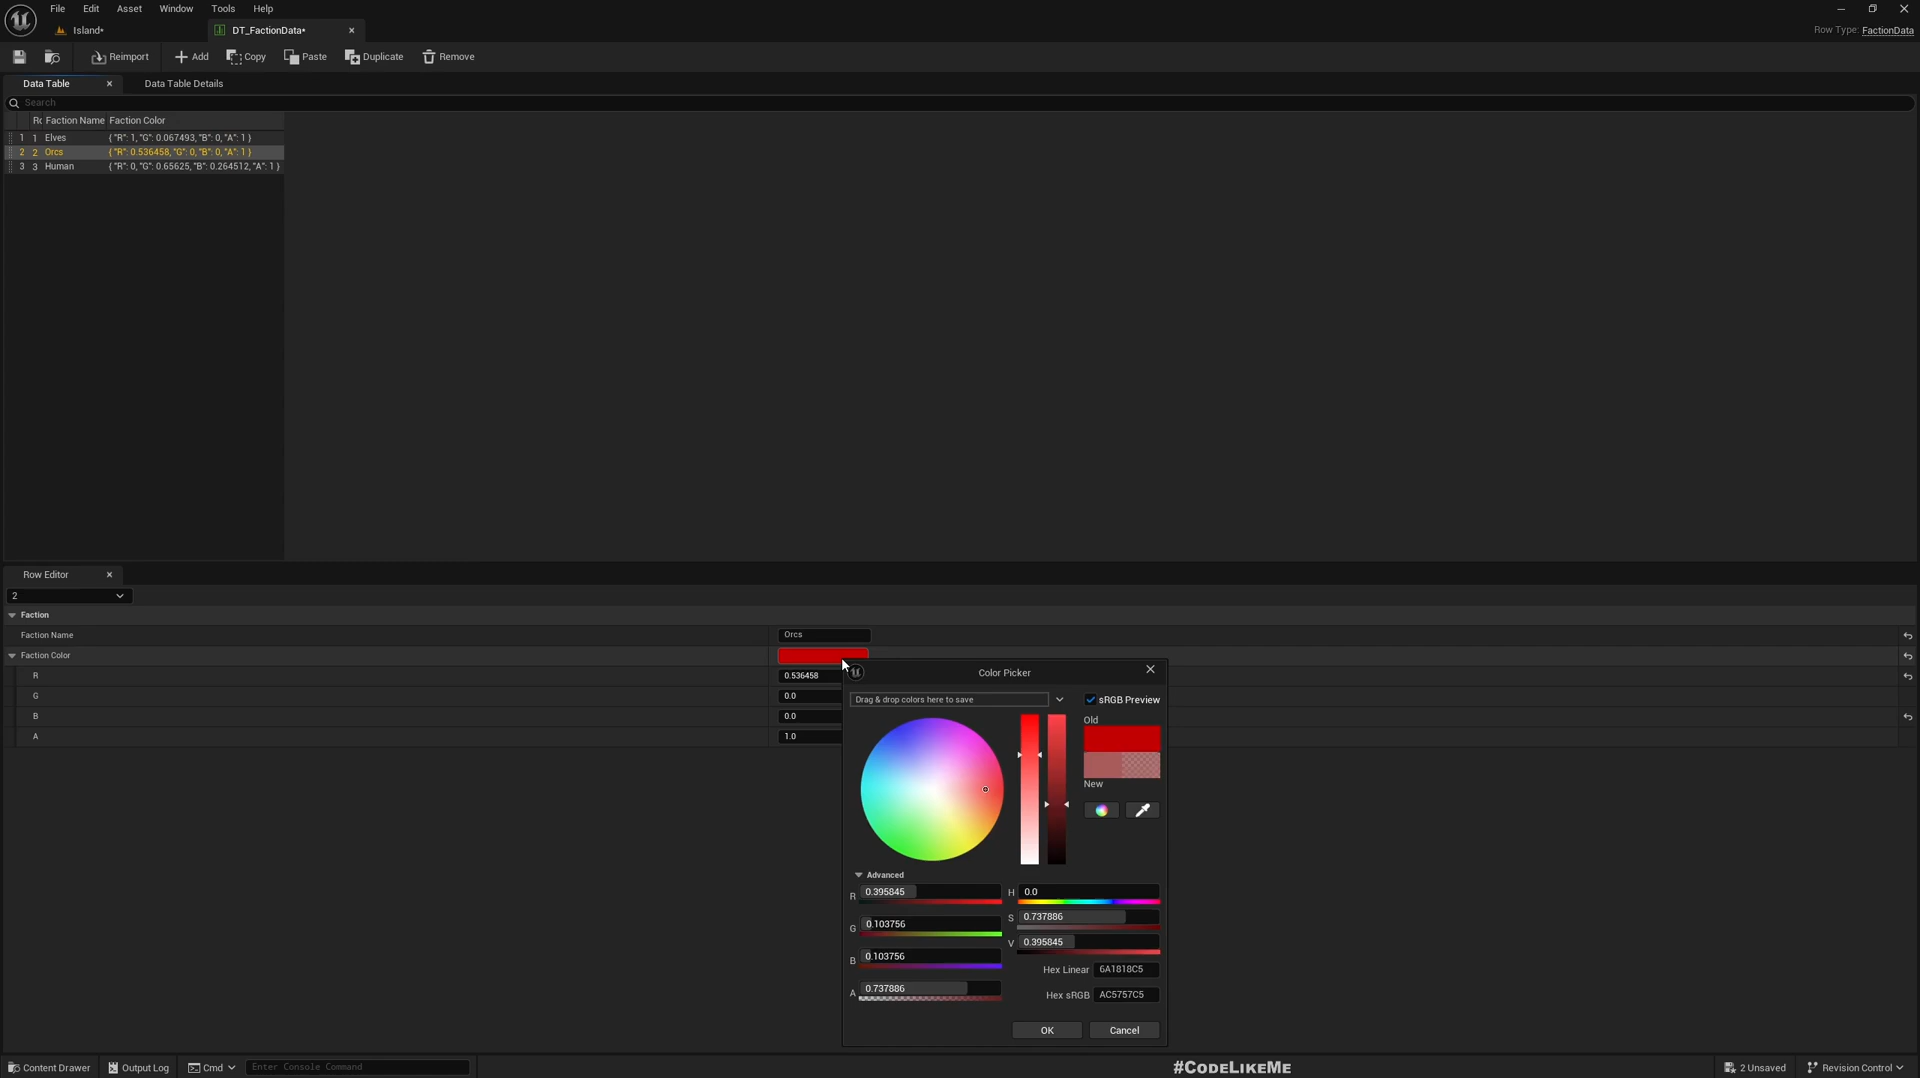 File Edit Asset Window Tools Help
Island*
DT_FactionData*
Row Type: FactionData
Reimport Add Copy Paste Duplicate Remove
Data Table
Data Table Details
Search
Rc Faction Name Faction Color
1 1 Elves { "R": 1, "G": 0.067493, "B": 0, "A": 1 }
2 2 Orcs { "R": 0.536458, "G": 0, "B": 0, "A": 1 }
3 3 Human { "R": 0, "G": 0.65625, "B": 0.264512, "A": 1 }
Row Editor
2
Faction
Faction Name Orcs
Faction Color
R 0.536458
G 0.0
B 0.0
A 1.0
Color Picker
Drag & drop colors here to save
sRGB Preview
Old
New
Advanced
R 0.395845 H 0.0
G 0.103756 S 0.737886
B 0.103756 V 0.395845
A 0.737886
Hex Linear 6A1818C5
Hex sRGB AC5757C5
OK Cancel
Content Drawer Output Log Cmd Enter Console Command
#CodeLikeMe
2 Unsaved Revision Control